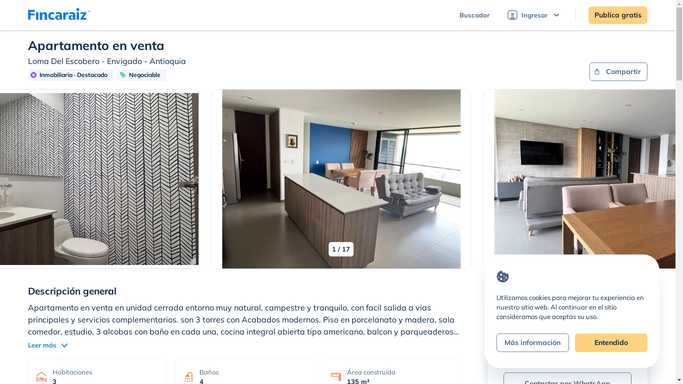 Fincaraiz
Buscador
Ingresar
Publica gratis
Apartamento en venta
Loma Del Escobero - Envigado - Antioquia
Inmobiliaria - Destacado
Negociable
Compartir
1 / 17
Descripción general
Apartamento en venta en unidad cerrada entorno muy natural, campestre y tranquilo, con facil salida a vias
principales y servicios complementarios. son 3 torres con Acabados modernos. Piso en porcelanato y madera, sala
comedor, estudio, 3 alcobas con baño en cada una, cocina integral abierta tipo americano, balcon y parqueaderos...
Leer más
Habitaciones
3
Baños
4
Área construida
135 m²
Utilizamos cookies para mejorar tu experiencia en
nuestro sitio web. Al continuar en el sitio
consideramos que aceptas su uso.
Más información
Entendido
Contactar por WhatsApp